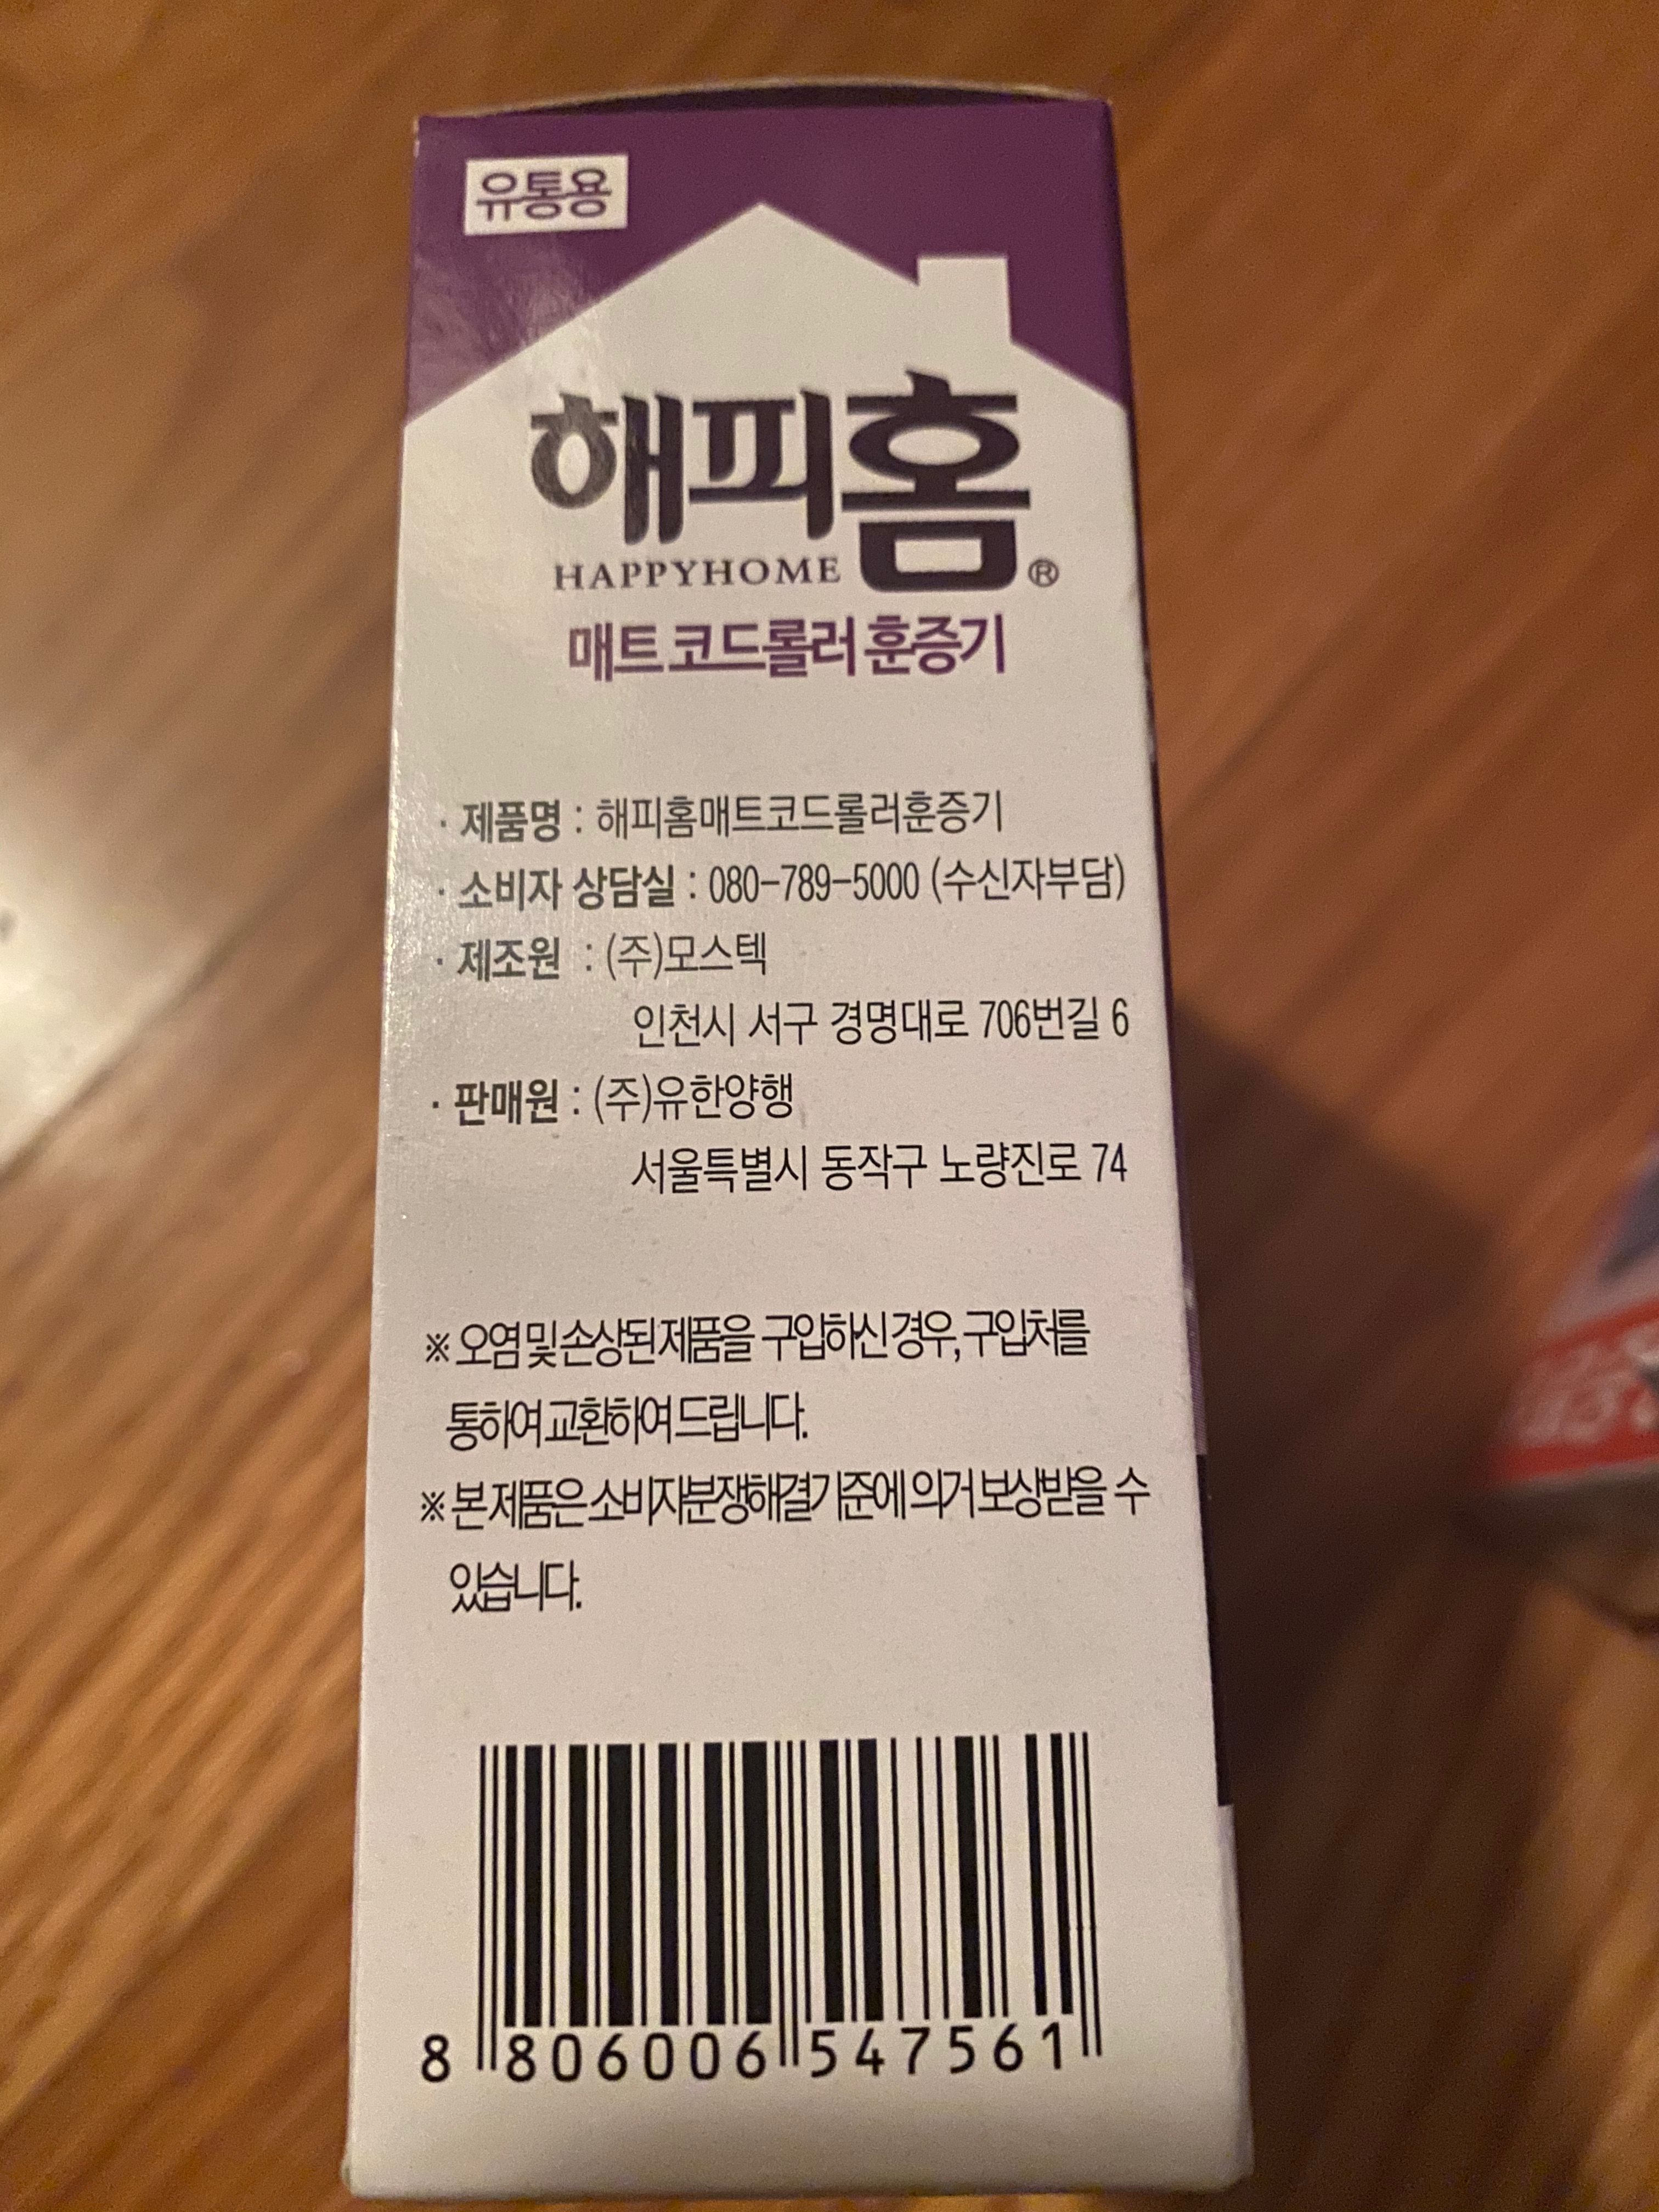 유통용
해피홈
HAPPYHOME ®
매트 코드롤러 훈증기
· 제품명 : 해피홈매트코드롤러훈증기
· 소비자 상담실 : 080-789-5000 (수신자부담)
· 제조원 : (주)모스텍
인천시 서구 경명대로 706번길 6
· 판매원 : (주)유한양행
서울특별시 동작구 노량진로 74
※ 오염 및 손상된 제품을 구입하신 경우, 구입처를
통하여 교환하여 드립니다.
※ 본 제품은 소비자분쟁해결기준에 의거 보상받을 수
있습니다.
8 806006 547561